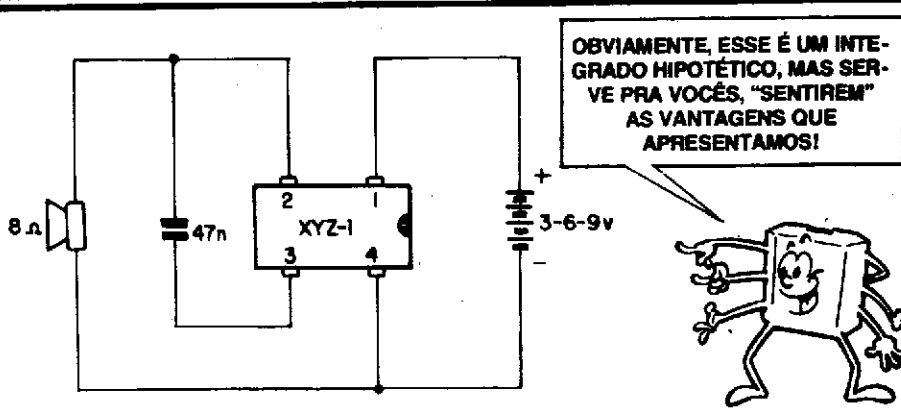 OBVIAMENTE, ESSE É UM INTE-
GRADO HIPOTÉTICO, MAS SER-
VE PRA VOCÊS, "SENTIREM"
AS VANTAGENS QUE
APRESENTAMOS!
2 1
8Ω
47n
XYZ-1
+
3-6-9v
-
3 4